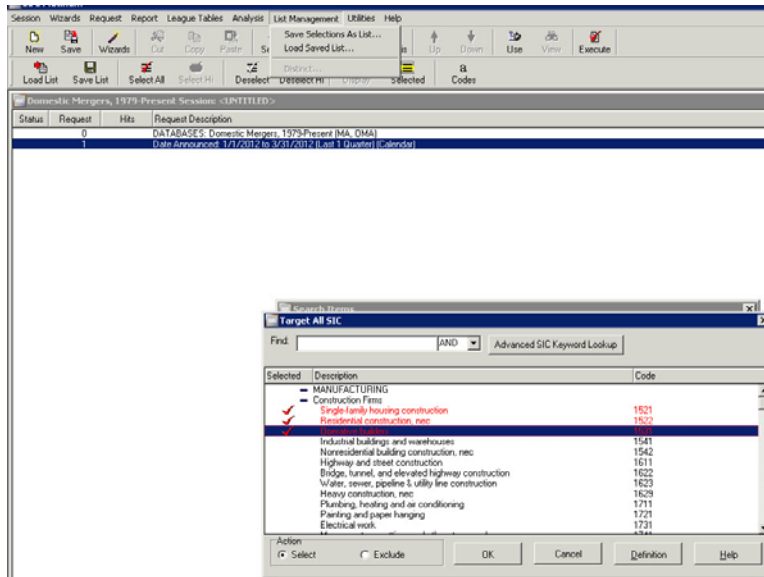 Session Wizards Request Report League Tables Analysis List Management Utilities Help
Save Selections As List...
Load Saved List...
Distinct...
New Save Wizards Cut Copy Paste Up Down Use View Execute
Load List Save List Select All Select Hi Deselect Deselect Hi Display Selected Codes
Domestic Mergers, 1979-Present Session: <UNTITLED>
Status Request Hits Request Description
0 DATABASES: Domestic Mergers, 1979-Present (MA, OMA)
1 Date Announced: 1/1/2012 to 3/31/2012 (Last 1 Quarter) (Calendar)
Search Items
Target All SIC
Find: AND Advanced SIC Keyword Lookup
Selected Description Code
MANUFACTURING
Construction Firms
Single-family housing construction 1521
Residential construction, nec 1522
Operative builders 1531
Industrial buildings and warehouses 1541
Nonresidential building construction, nec 1542
Highway and street construction 1611
Bridge, tunnel, and elevated highway construction 1622
Water, sewer, pipeline & utility line construction 1623
Heavy construction, nec 1629
Plumbing, heating and air conditioning 1711
Painting and paper hanging 1721
Electrical work 1731
Action
Select Exclude OK Cancel Definition Help